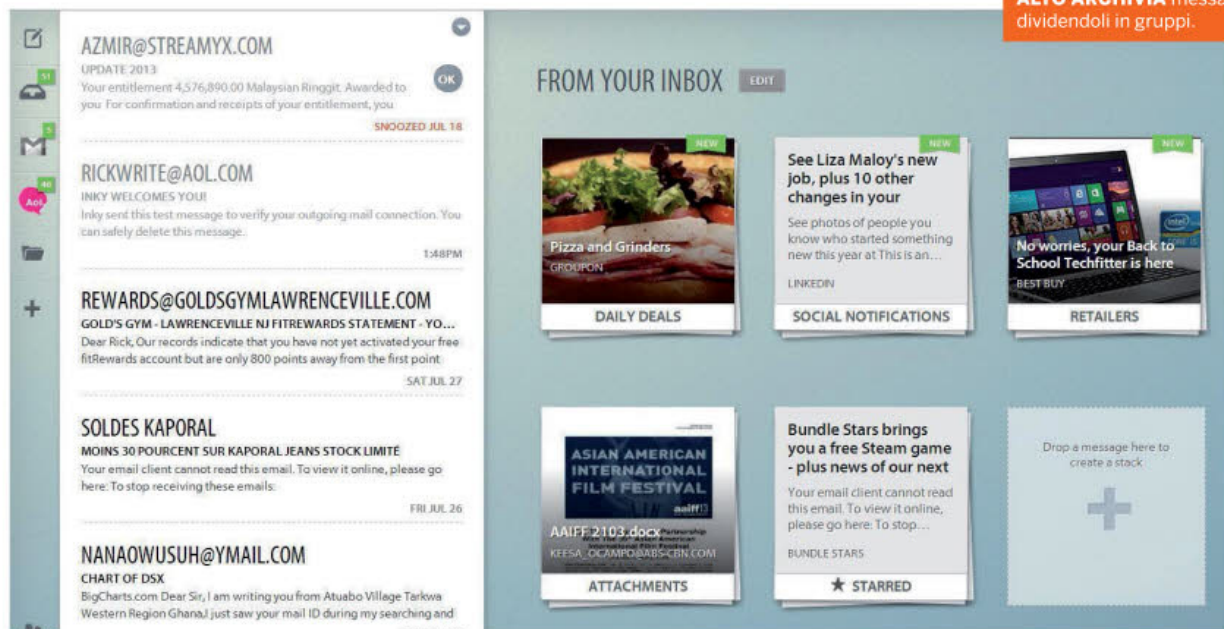 ALTO ARCHIVIA
dividendoli in gruppi.
51
5
40
Aol.
AZMIR@STREAMYX.COM
UPDATE 2013
Your entitlement 4,576,890.00 Malaysian Ringgit. Awarded to
you. For confirmation and receipts of your entitlement, you
OK
SNOOZED JUL 18
RICKWRITE@AOL.COM
INKY WELCOMES YOU!
Inky sent this test message to verify your outgoing mail connection. You
can safely delete this message.
1:48PM
REWARDS@GOLDSGYMLAWRENCEVILLE.COM
GOLD'S GYM - LAWRENCEVILLE NJ FITREWARDS STATEMENT - YO...
Dear Rick, Our records indicate that you have not yet activated your free
fitRewards account but are only 800 points away from the first point
SAT JUL 27
SOLDES KAPORAL
MOINS 30 POURCENT SUR KAPORAL JEANS STOCK LIMITÉ
Your email client cannot read this email. To view it online, please go
here: To stop receiving these emails:
FRI JUL 26
NANAOWUSUH@YMAIL.COM
CHART OF DSX
BigCharts.com Dear Sir, I am writing you from Atuabo Village Tarkwa
Western Region Ghana,I just saw your mail ID during my searching and
FROM YOUR INBOX EDIT
NEW
Pizza and Grinders
GROUPON
DAILY DEALS
NEW
See Liza Maloy's new
job, plus 10 other
changes in your
See photos of people you
know who started something
new this year at This is an...
LINKEDIN
SOCIAL NOTIFICATIONS
NEW
No worries, your Back to
School Techfitter is here
BEST BUY
RETAILERS
ASIAN AMERICAN
INTERNATIONAL
FILM FESTIVAL
aaiff13
AAIFF 2103.docx
KEESA_OCAMPO@ABS-CBN.COM
ATTACHMENTS
Bundle Stars brings
you a free Steam game
- plus news of our next
Your email client cannot read
this email. To view it online,
please go here: To stop...
BUNDLE STARS
★ STARRED
Drop a message here to
create a stack